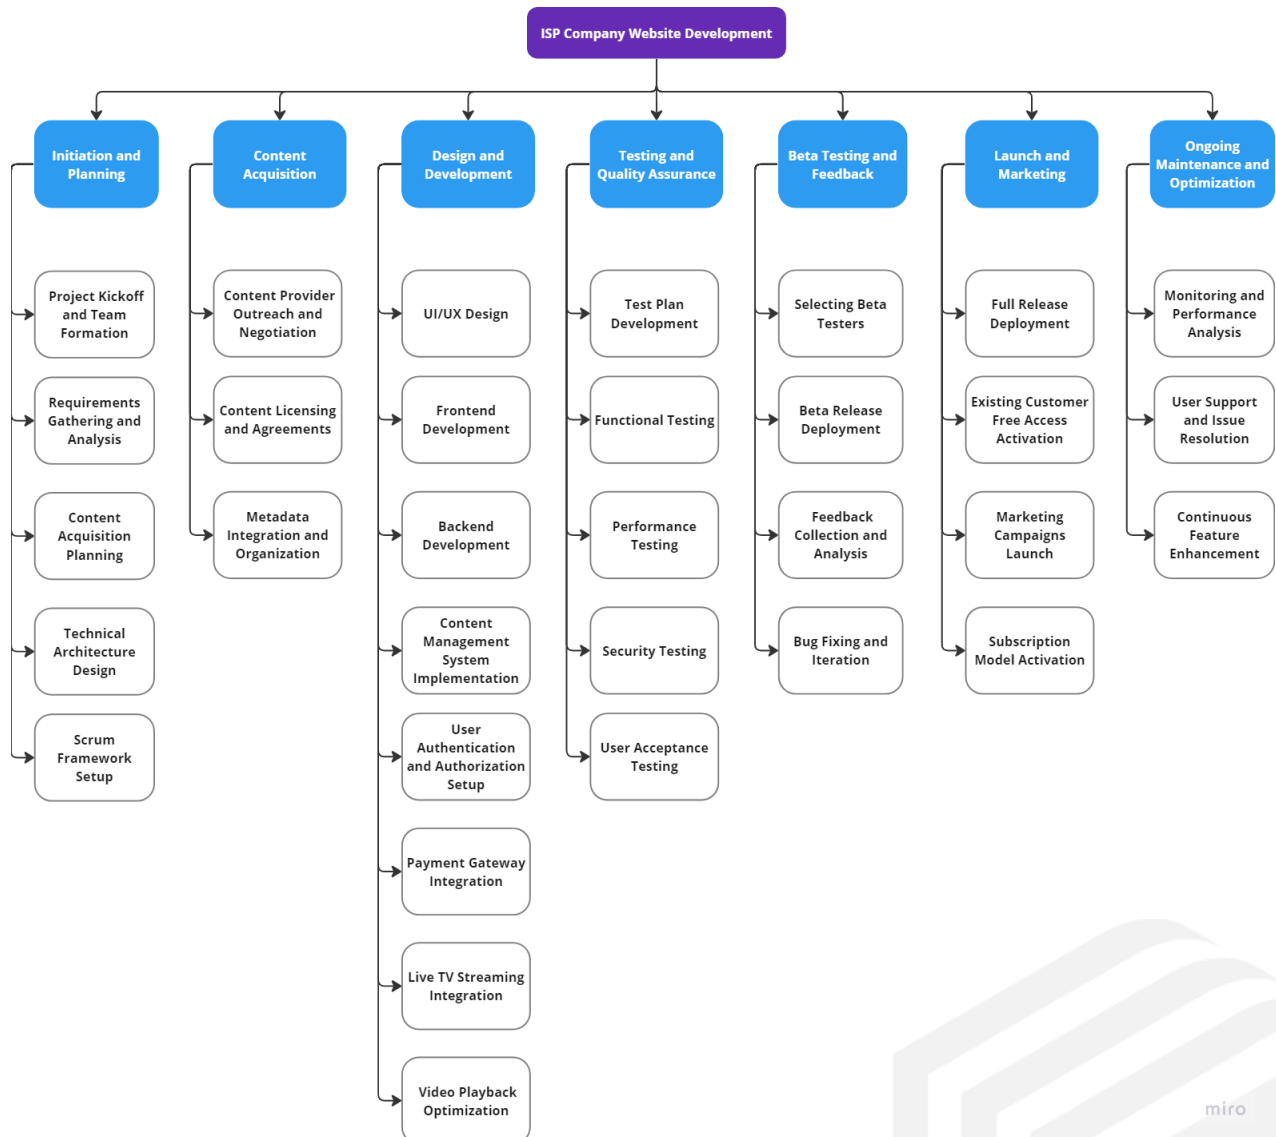 ISP Company Website Development
Initiation and
Planning
Content
Acquisition
Design and
Development
Testing and
Quality Assurance
Beta Testing and
Feedback
Launch and
Marketing
Ongoing
Maintenance and
Optimization
Project Kickoff
and Team
Formation
Requirements
Gathering and
Analysis
Content
Acquisition
Planning
Technical
Architecture
Design
Scrum
Framework
Setup
Content Provider
Outreach and
Negotiation
Content Licensing
and Agreements
Metadata
Integration and
Organization
UI/UX Design
Frontend
Development
Backend
Development
Content
Management
System
Implementation
User
Authentication
and Authorization
Setup
Payment Gateway
Integration
Live TV Streaming
Integration
Video Playback
Optimization
Test Plan
Development
Functional Testing
Performance
Testing
Security Testing
User Acceptance
Testing
Selecting Beta
Testers
Beta Release
Deployment
Feedback
Collection and
Analysis
Bug Fixing and
Iteration
Full Release
Deployment
Existing Customer
Free Access
Activation
Marketing
Campaigns
Launch
Subscription
Model Activation
Monitoring and
Performance
Analysis
User Support
and Issue
Resolution
Continuous
Feature
Enhancement
miro